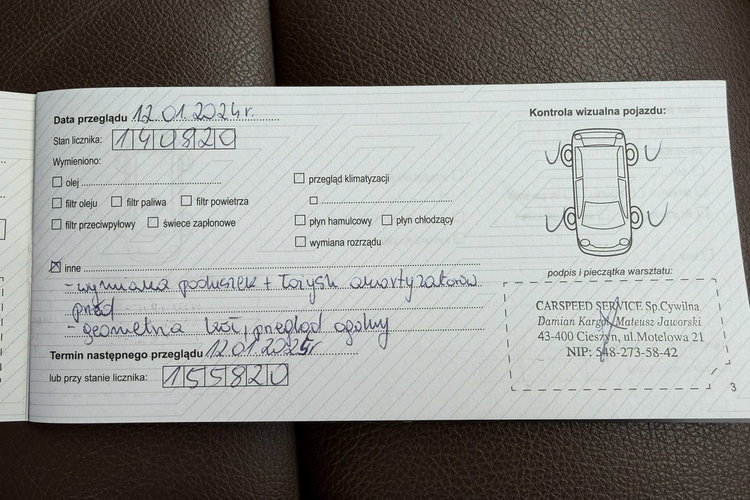 Data przeglądu 12.01.2024r.
Stan licznika: 140820
Wymieniono:
olej
filtr oleju filtr paliwa filtr powietrza
filtr przeciwpyłowy świece zapłonowe
przegląd klimatyzacji
płyn hamulcowy płyn chłodzący
wymiana rozrządu
inne
- wymiana poduszek + łożysk amortyzatorów
przód
- geometria kół, przegląd ogólny
Termin następnego przeglądu 12.01.2025r
lub przy stanie licznika: 155820
Kontrola wizualna pojazdu:
podpis i pieczątka warsztatu:
CARSPEED SERVICE Sp.Cywilna
Damian Kargol, Mateusz Jaworski
43-400 Cieszyn, ul.Motelowa 21
NIP: 548-273-58-42
3